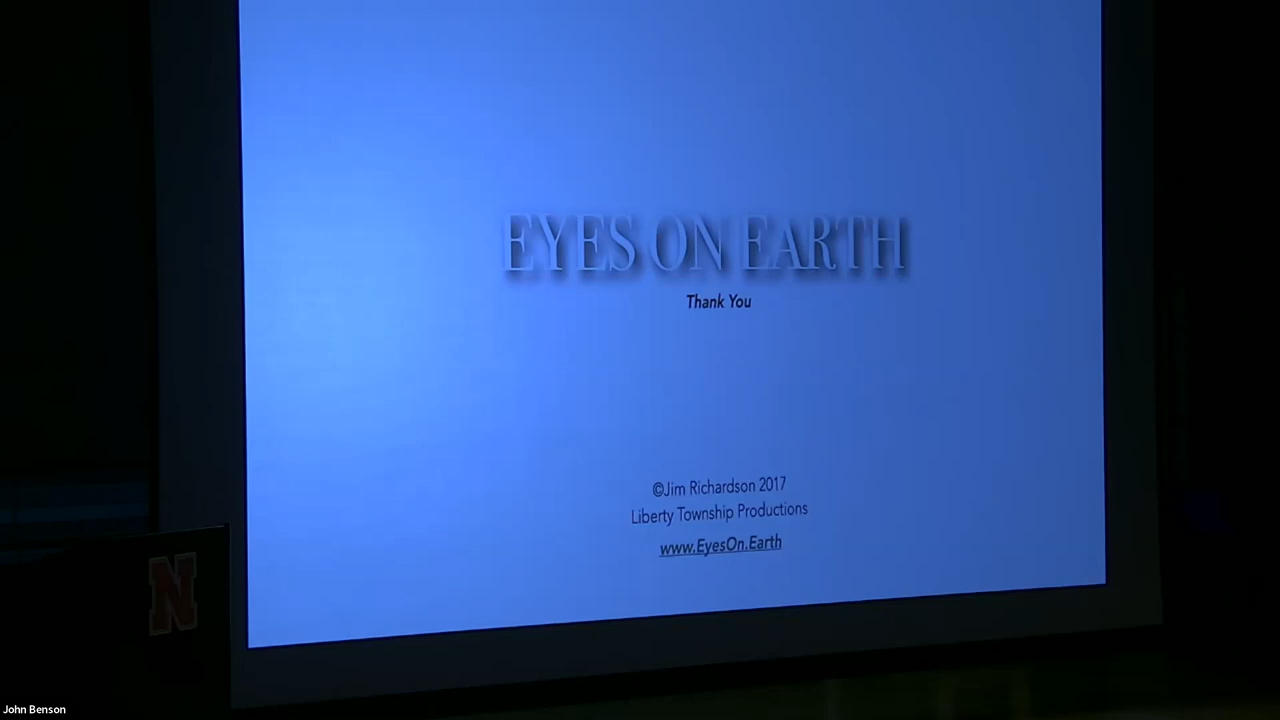 EYES ON EARTH
Thank You
©Jim Richardson 2017
Liberty Township Productions
www.EyesOn.Earth
N
John Benson